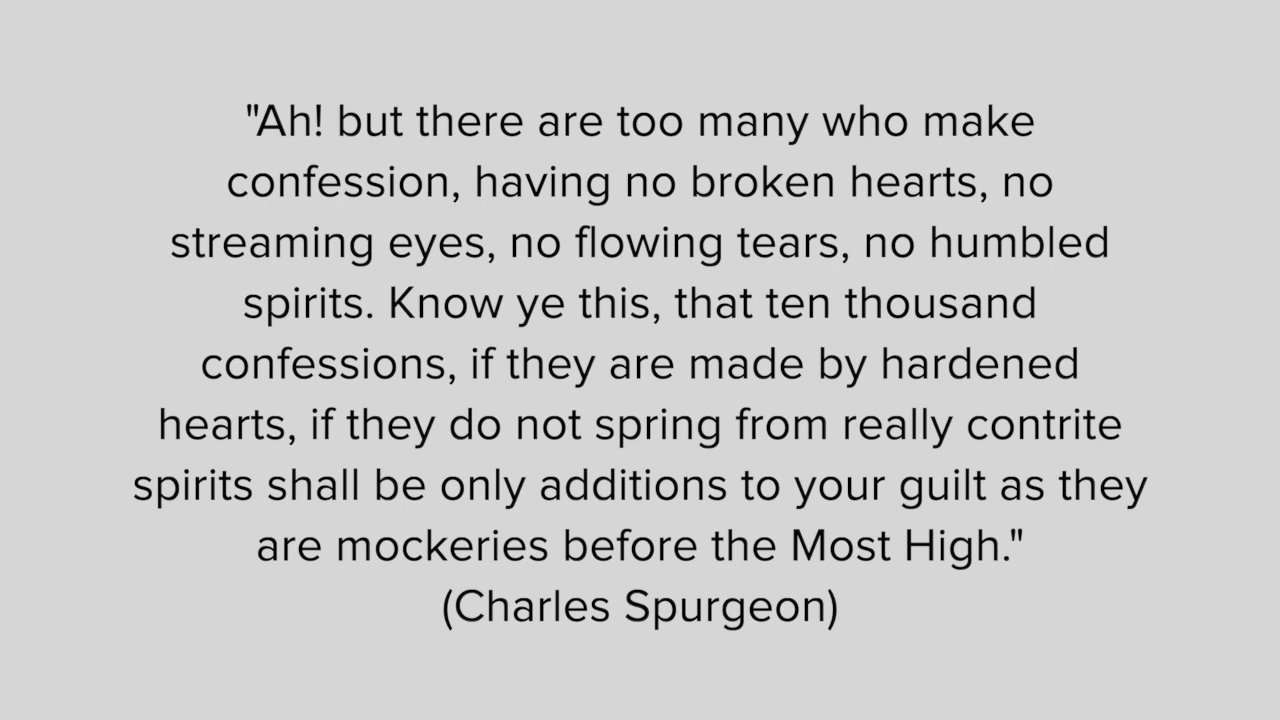 "Ah! but there are too many who make
confession, having no broken hearts, no
streaming eyes, no flowing tears, no humbled
spirits. Know ye this, that ten thousand
confessions, if they are made by hardened
hearts, if they do not spring from really contrite
spirits shall be only additions to your guilt as they
are mockeries before the Most High."
(Charles Spurgeon)